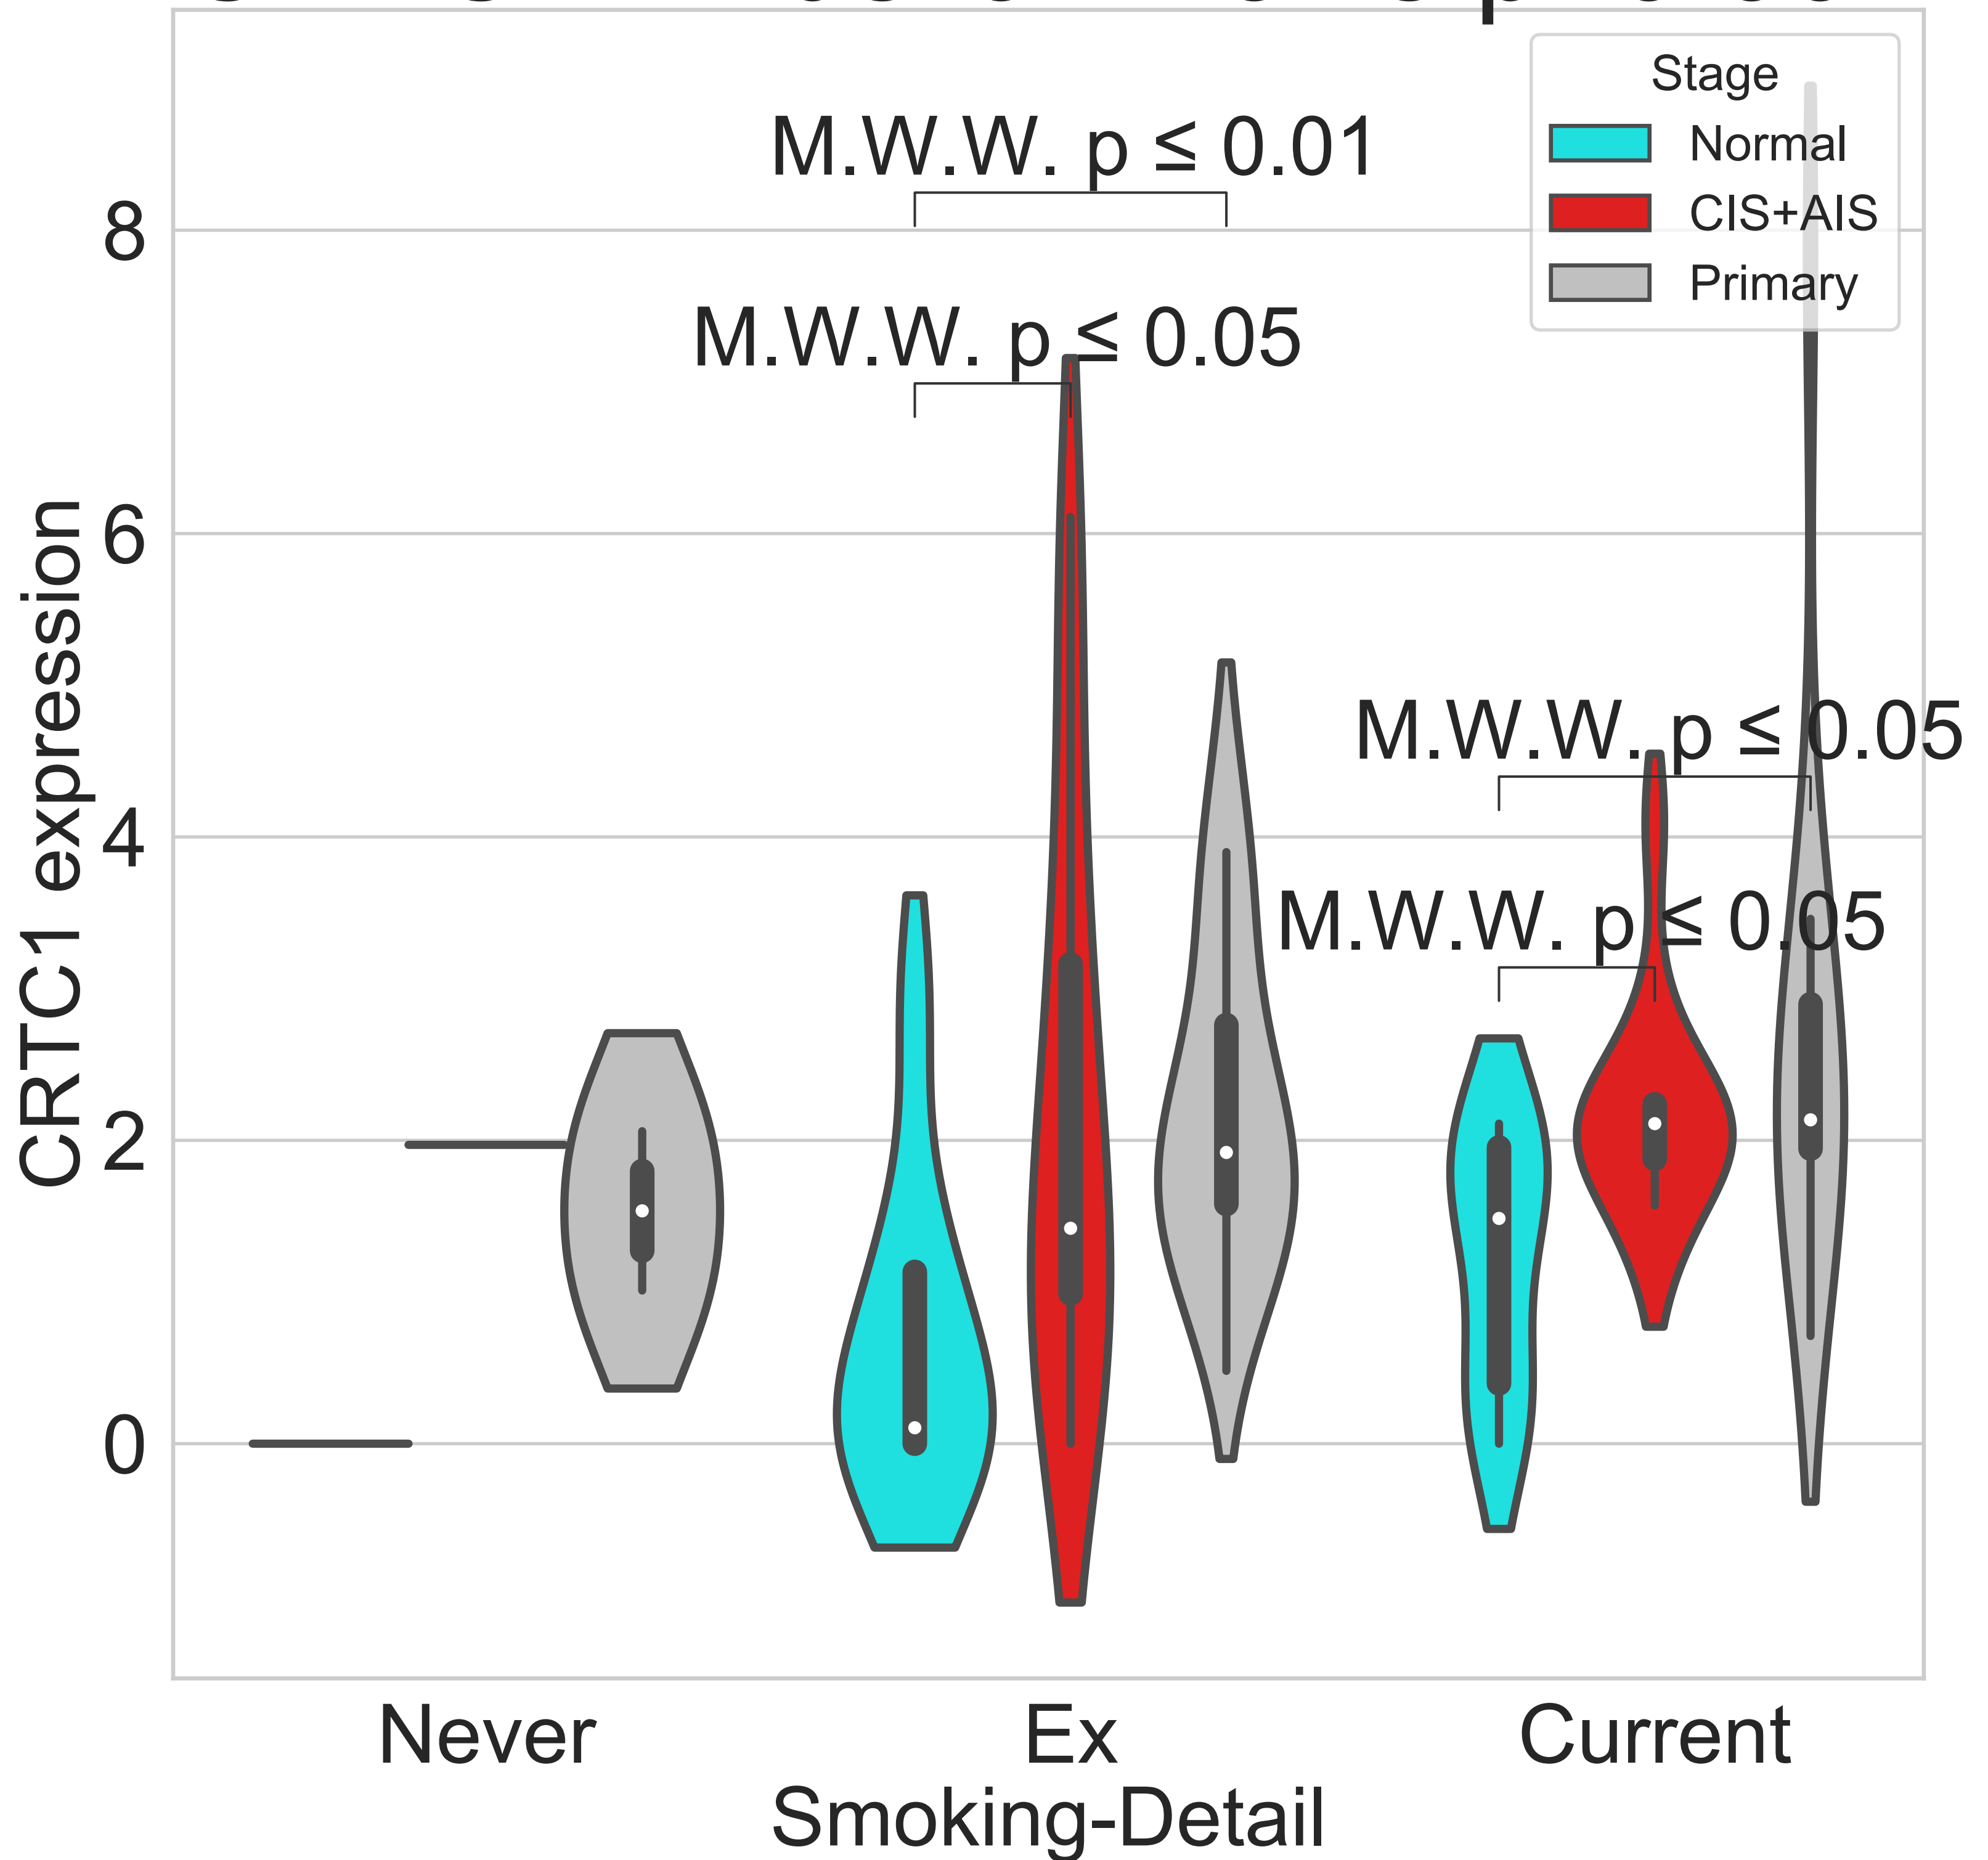 Stage
Normal
CIS+AIS
Primary
M.W.W. p ≤ 0.01
M.W.W. p ≤ 0.05
M.W.W. p ≤ 0.05
M.W.W. p ≤ 0.05
CRTC1 expression
8
6
4
2
0
Never
Ex
Current
Smoking-Detail